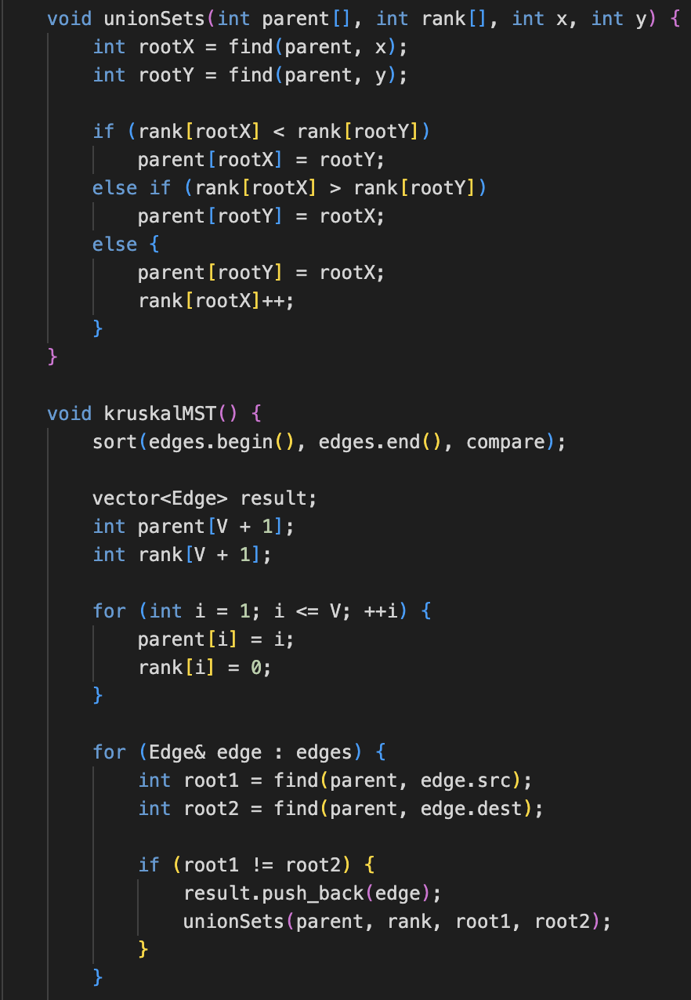 void unionSets(int parent[], int rank[], int x, int y) {
    int rootX = find(parent, x);
    int rootY = find(parent, y);

    if (rank[rootX] < rank[rootY])
        parent[rootX] = rootY;
    else if (rank[rootX] > rank[rootY])
        parent[rootY] = rootX;
    else {
        parent[rootY] = rootX;
        rank[rootX]++;
    }
}

void kruskalMST() {
    sort(edges.begin(), edges.end(), compare);

    vector<Edge> result;
    int parent[V + 1];
    int rank[V + 1];

    for (int i = 1; i <= V; ++i) {
        parent[i] = i;
        rank[i] = 0;
    }

    for (Edge& edge : edges) {
        int root1 = find(parent, edge.src);
        int root2 = find(parent, edge.dest);

        if (root1 != root2) {
            result.push_back(edge);
            unionSets(parent, rank, root1, root2);
        }
    }